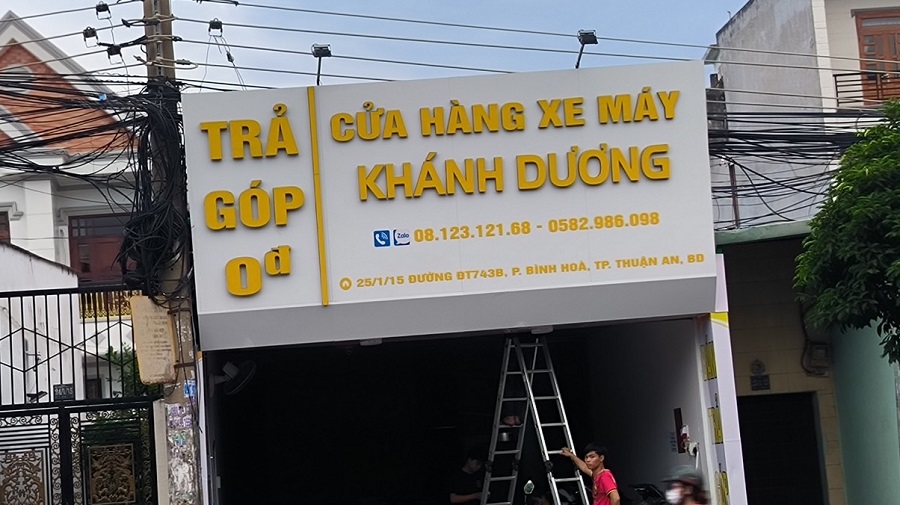 TRẢ
GÓP
0đ
CỬA HÀNG XE MÁY
KHÁNH DƯƠNG
Zalo 08.123.121.68 - 0582.986.098
25/1/15 ĐƯỜNG ĐT743B, P. BÌNH HOÀ, TP. THUẬN AN, BD